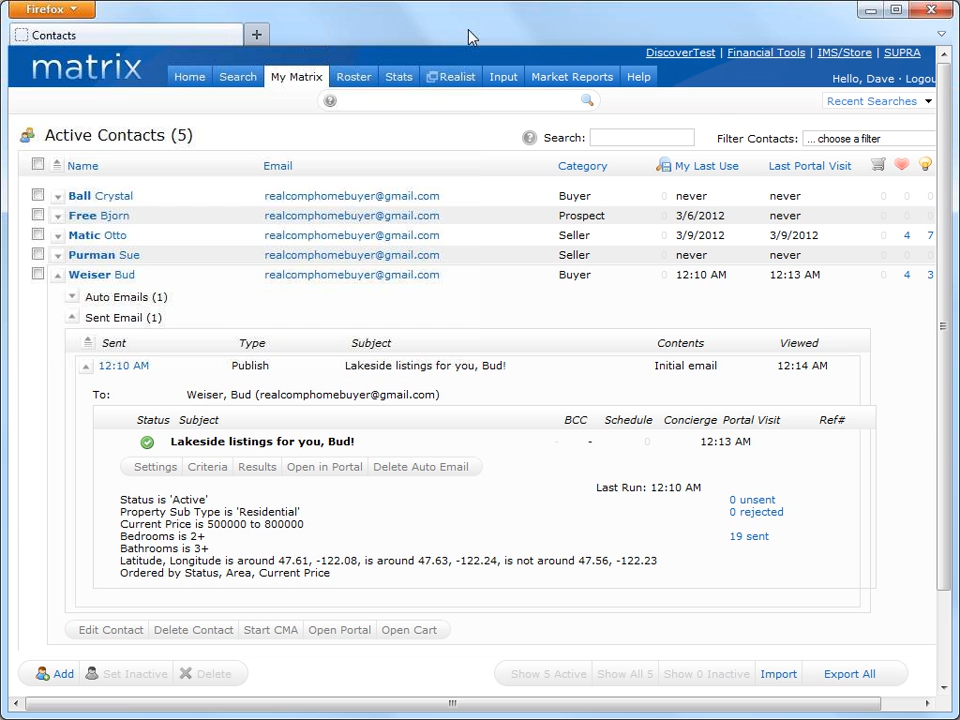 Firefox
Contacts
+
DiscoverTest | Financial Tools | IMS/Store | SUPRA
matrix
Home Search My Matrix Roster Stats Realist Input Market Reports Help
Hello, Dave · Logou
Recent Searches
Active Contacts (5)
Search:
Filter Contacts: ... choose a filter
Name Email Category My Last Use Last Portal Visit
Ball Crystal realcomphomebuyer@gmail.com Buyer 0 never never 0 0 0
Free Bjorn realcomphomebuyer@gmail.com Prospect 0 3/6/2012 never 0 0 0
Matic Otto realcomphomebuyer@gmail.com Seller 0 3/9/2012 3/9/2012 0 4 7
Purman Sue realcomphomebuyer@gmail.com Seller 0 never never 0 0 0
Weiser Bud realcomphomebuyer@gmail.com Buyer 0 12:10 AM 12:13 AM 0 4 3
Auto Emails (1)
Sent Email (1)
Sent Type Subject Contents Viewed
12:10 AM Publish Lakeside listings for you, Bud! Initial email 12:14 AM
To: Weiser, Bud (realcomphomebuyer@gmail.com)
Status Subject BCC Schedule Concierge Portal Visit Ref#
Lakeside listings for you, Bud! - - 0 12:13 AM
Settings Criteria Results Open in Portal Delete Auto Email
Last Run: 12:10 AM
Status is 'Active' 0 unsent
Property Sub Type is 'Residential' 0 rejected
Current Price is 500000 to 800000
Bedrooms is 2+ 19 sent
Bathrooms is 3+
Latitude, Longitude is around 47.61, -122.08, is around 47.63, -122.24, is not around 47.56, -122.23
Ordered by Status, Area, Current Price
Edit Contact Delete Contact Start CMA Open Portal Open Cart
Add Set Inactive Delete Show 5 Active Show All 5 Show 0 Inactive Import Export All